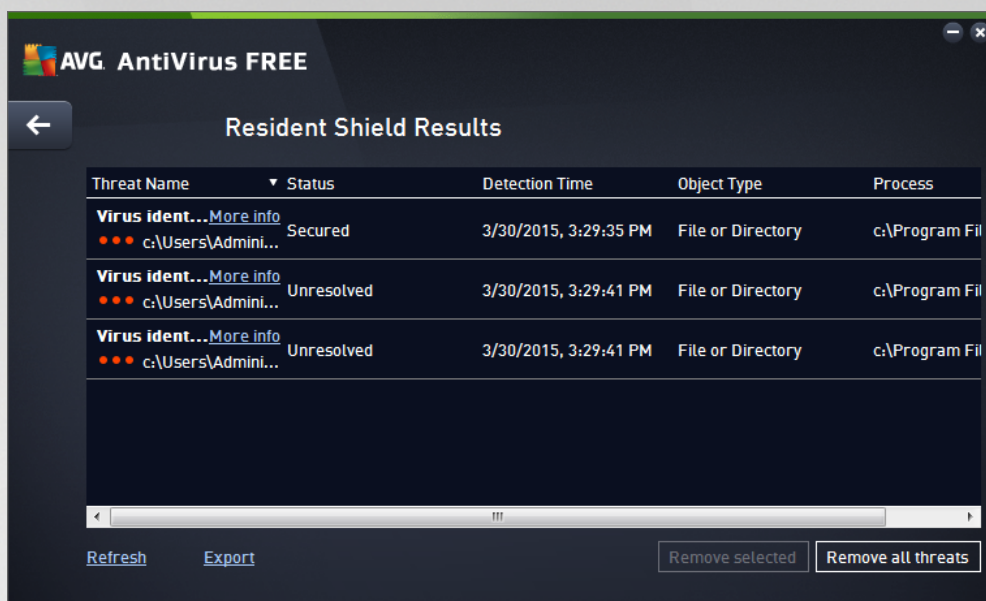 AVG. AntiVirus FREE
Resident Shield Results
Threat Name Status Detection Time Object Type Process
Virus ident...More info
c:\Users\Admini...
Secured 3/30/2015, 3:29:35 PM File or Directory c:\Program Fil
Virus ident...More info
c:\Users\Admini...
Unresolved 3/30/2015, 3:29:41 PM File or Directory c:\Program Fil
Virus ident...More info
c:\Users\Admini...
Unresolved 3/30/2015, 3:29:41 PM File or Directory c:\Program Fil
Refresh Export Remove selected Remove all threats